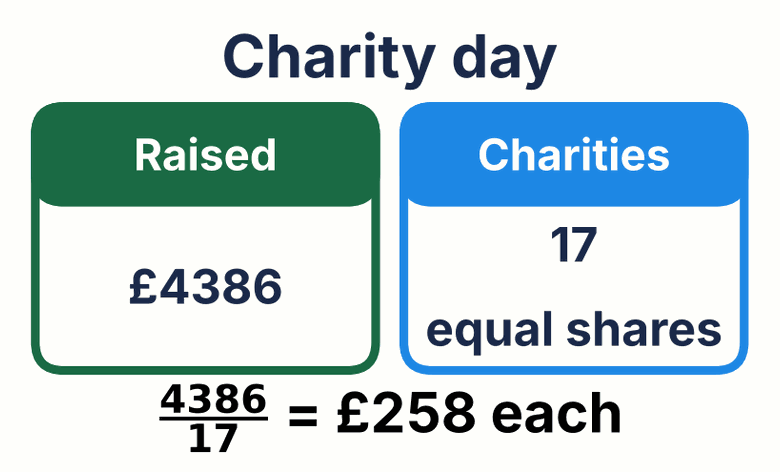 Charity day
Raised
£4386
Charities
17
equal shares
4386/17 = £258 each